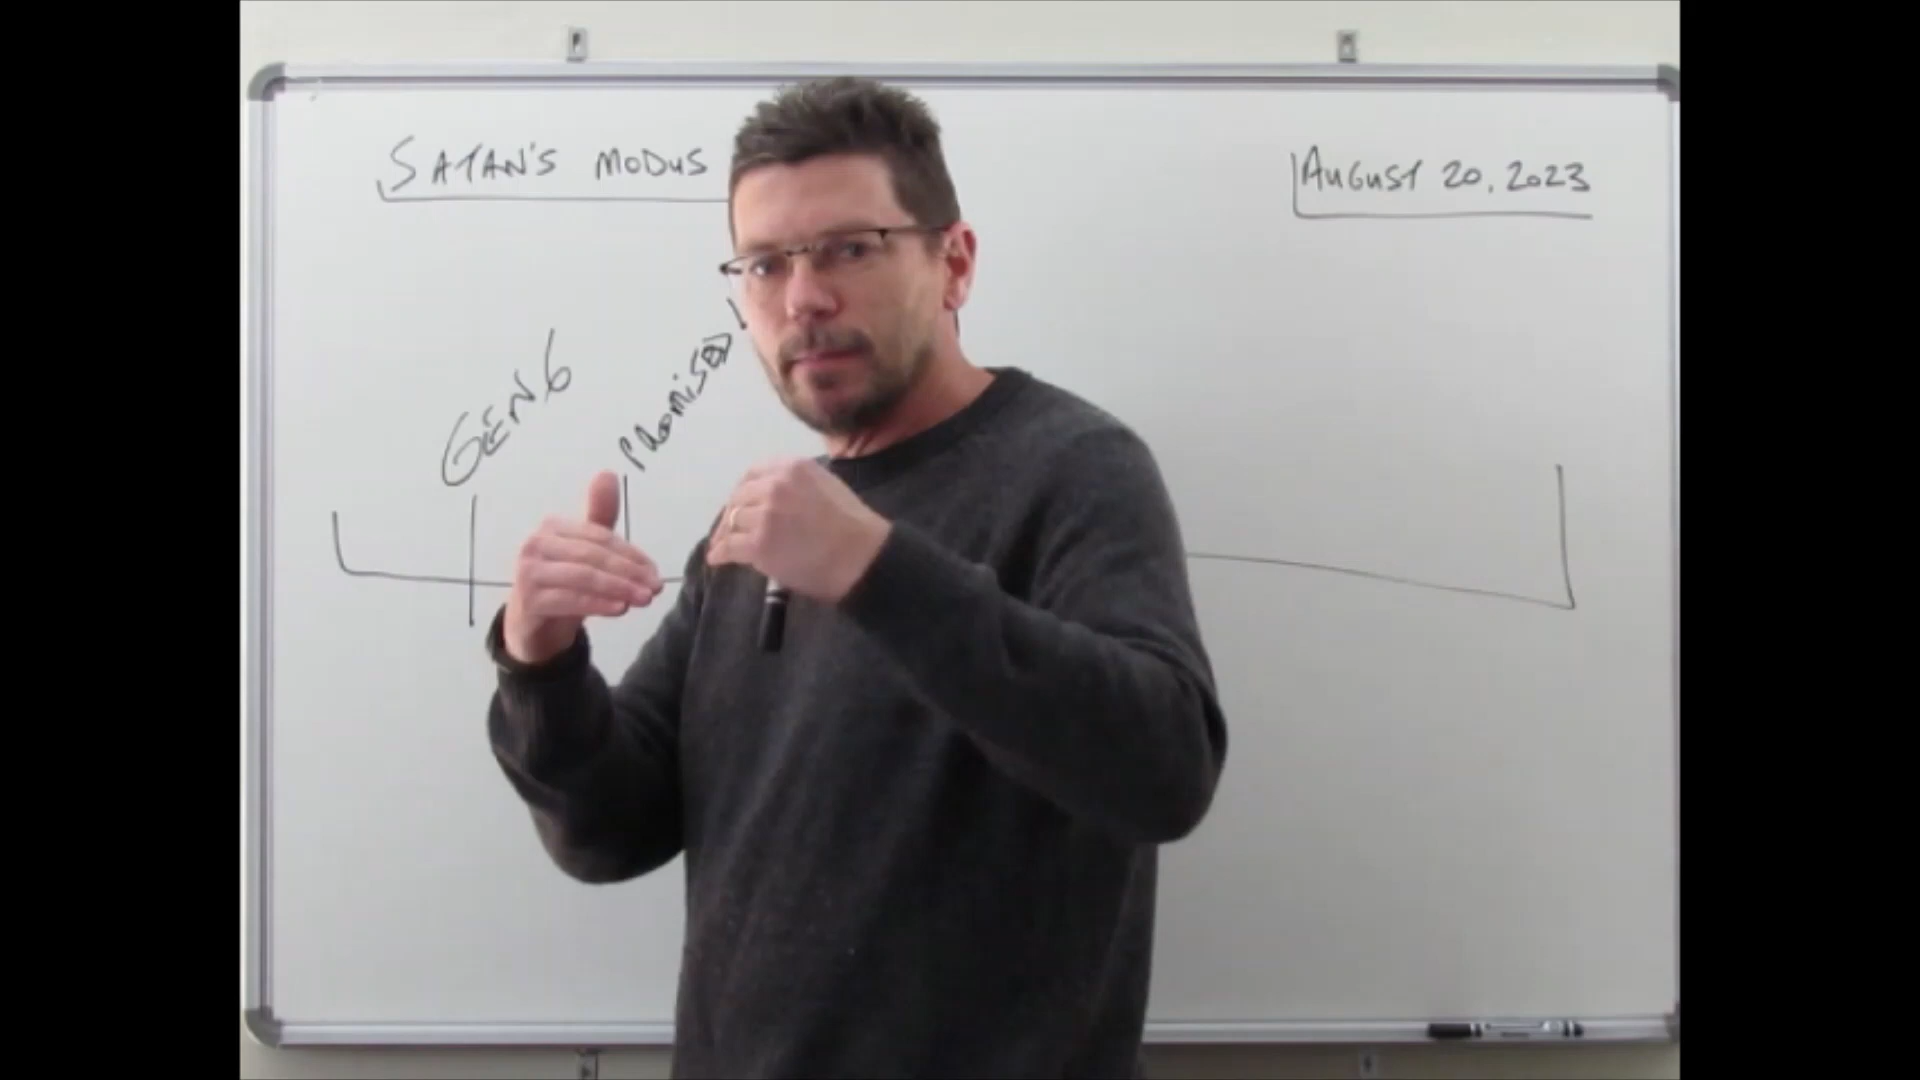 SATAN'S MODUS
AUGUST 20, 2023
GEN 6
PROMISED